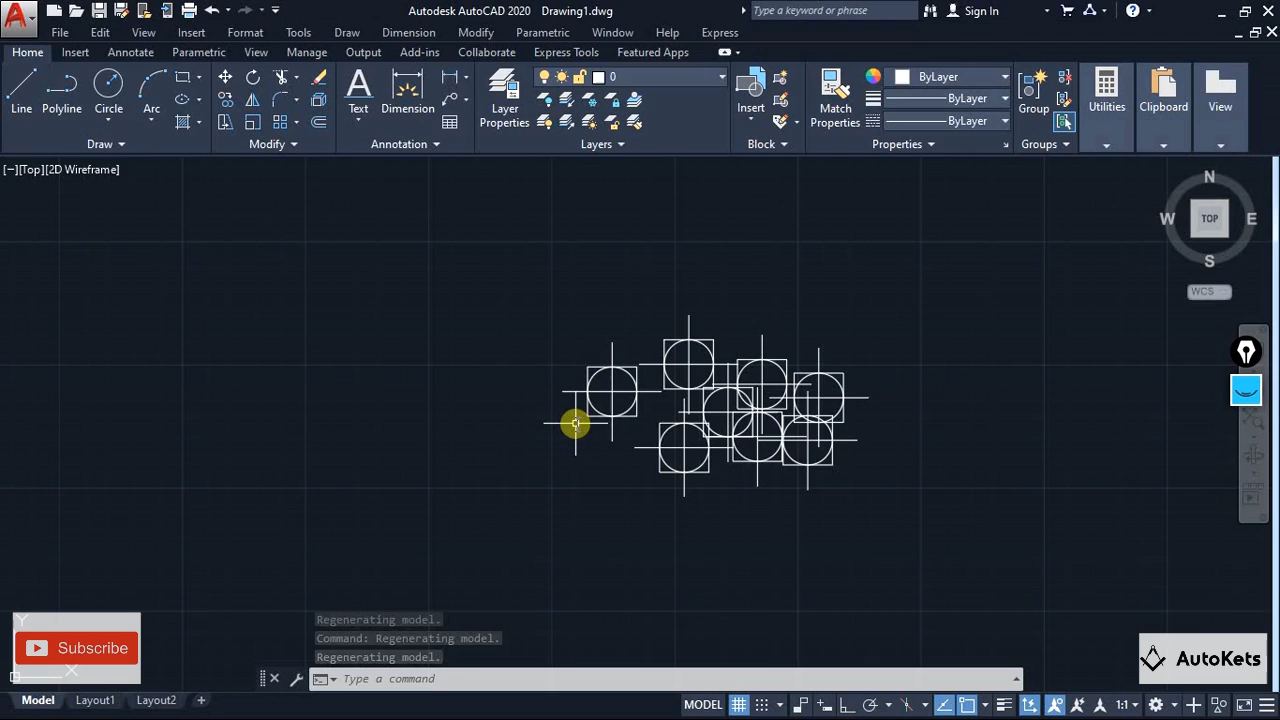 Autodesk AutoCAD 2020 Drawing1.dwg
Type a keyword or phrase
Sign In
File Edit View Insert Format Tools Draw Dimension Modify Parametric Window Help Express
Home Insert Annotate Parametric View Manage Output Add-ins Collaborate Express Tools Featured Apps
0
ByLayer
ByLayer
ByLayer
Line Polyline Circle Arc
Text Dimension
Layer
Properties
Insert
Match
Properties
Group
Utilities
Clipboard
View
Draw Modify Annotation Layers Block Properties Groups
[−][Top][2D Wireframe]
N
W TOP E
S
WCS
Regenerating model.
Command: Regenerating model.
Regenerating model.
Y
Subscribe
X
AutoKets
Type a command
Model Layout1 Layout2 +
MODEL
1:1